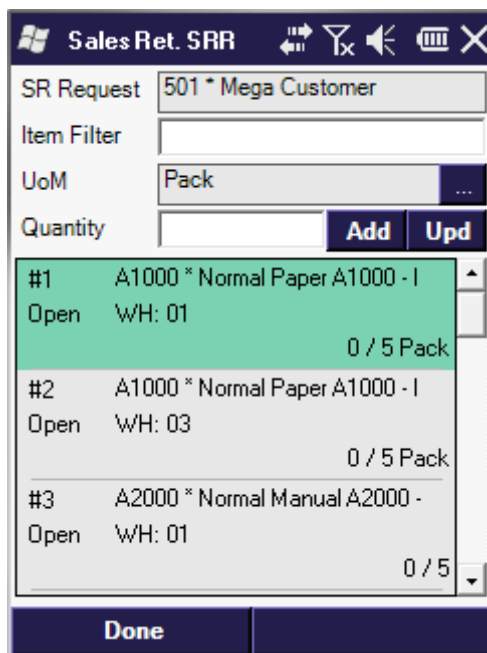 Sales Ret. SRR
SR Request 501 * Mega Customer
Item Filter
UoM Pack ...
Quantity Add Upd
#1 A1000 * Normal Paper A1000 - I
Open WH: 01
0 / 5 Pack
#2 A1000 * Normal Paper A1000 - I
Open WH: 03
0 / 5 Pack
#3 A2000 * Normal Manual A2000 -
Open WH: 01
0 / 5
Done